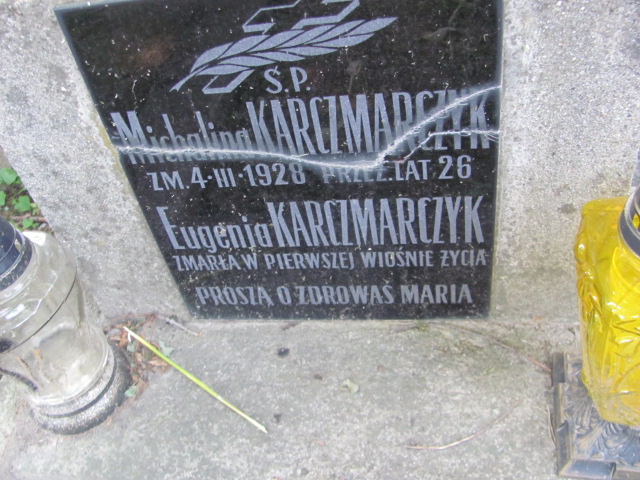 Ś.P.
Michalina KARCZMARCZYK
ZM. 4-III 1928 PRZEŻ. LAT 26
Eugenia KARCZMARCZYK
ZMARŁA W PIERWSZEJ WIOŚNIE ŻYCIA
PROSZĄ O ZDROWAŚ MARIA